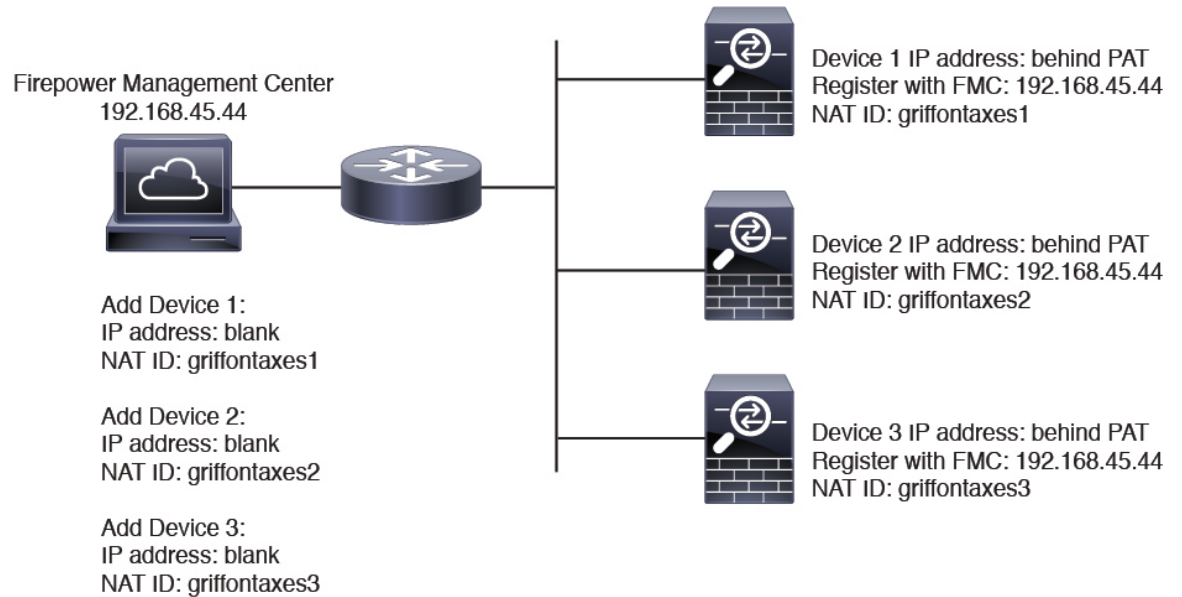 Firepower Management Center
192.168.45.44
Add Device 1:
IP address: blank
NAT ID: griffontaxes1
Add Device 2:
IP address: blank
NAT ID: griffontaxes2
Add Device 3:
IP address: blank
NAT ID: griffontaxes3
Device 1 IP address: behind PAT
Register with FMC: 192.168.45.44
NAT ID: griffontaxes1
Device 2 IP address: behind PAT
Register with FMC: 192.168.45.44
NAT ID: griffontaxes2
Device 3 IP address: behind PAT
Register with FMC: 192.168.45.44
NAT ID: griffontaxes3